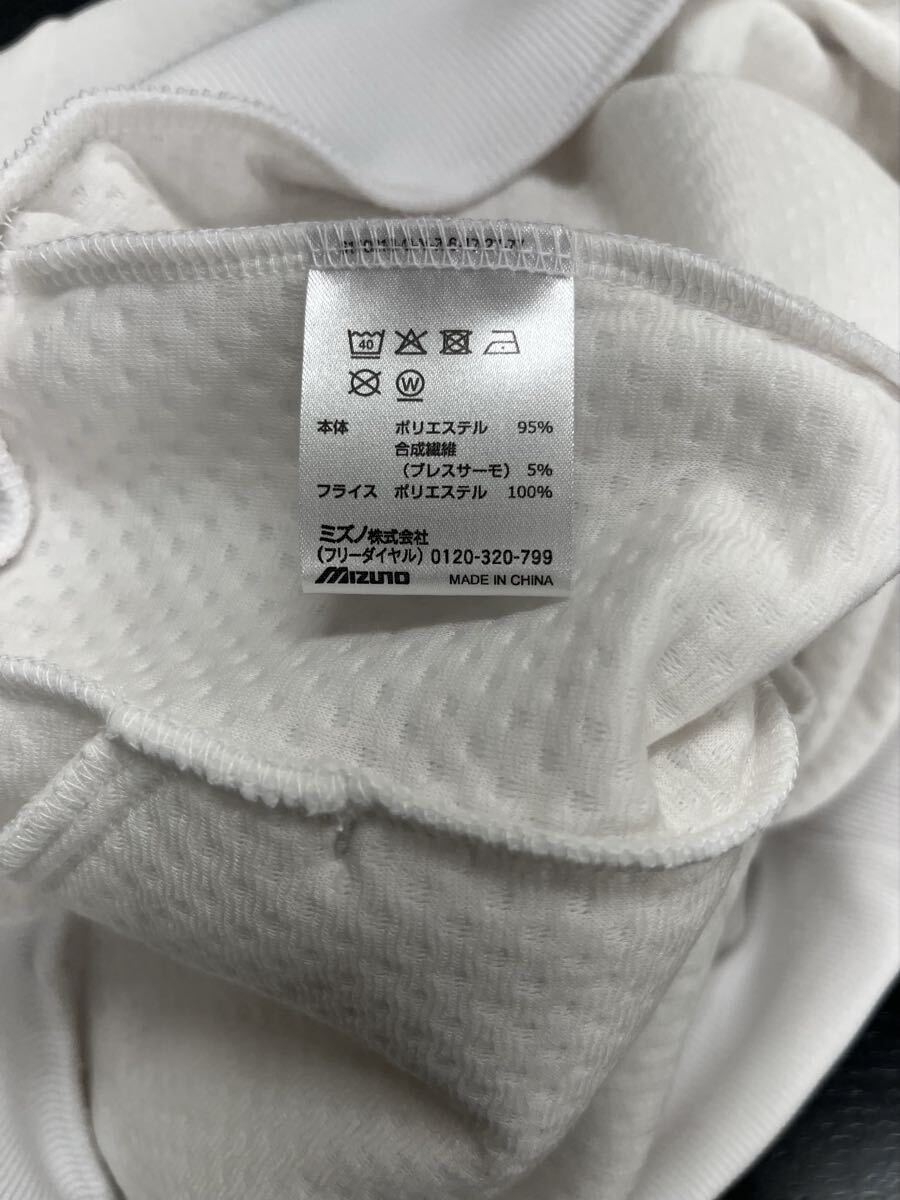 40
W
本体 ポリエステル 95%
合成繊維
(ブレスサーモ) 5%
フライス ポリエステル 100%
ミズノ株式会社
(フリーダイヤル) 0120-320-799
MIZUNO MADE IN CHINA